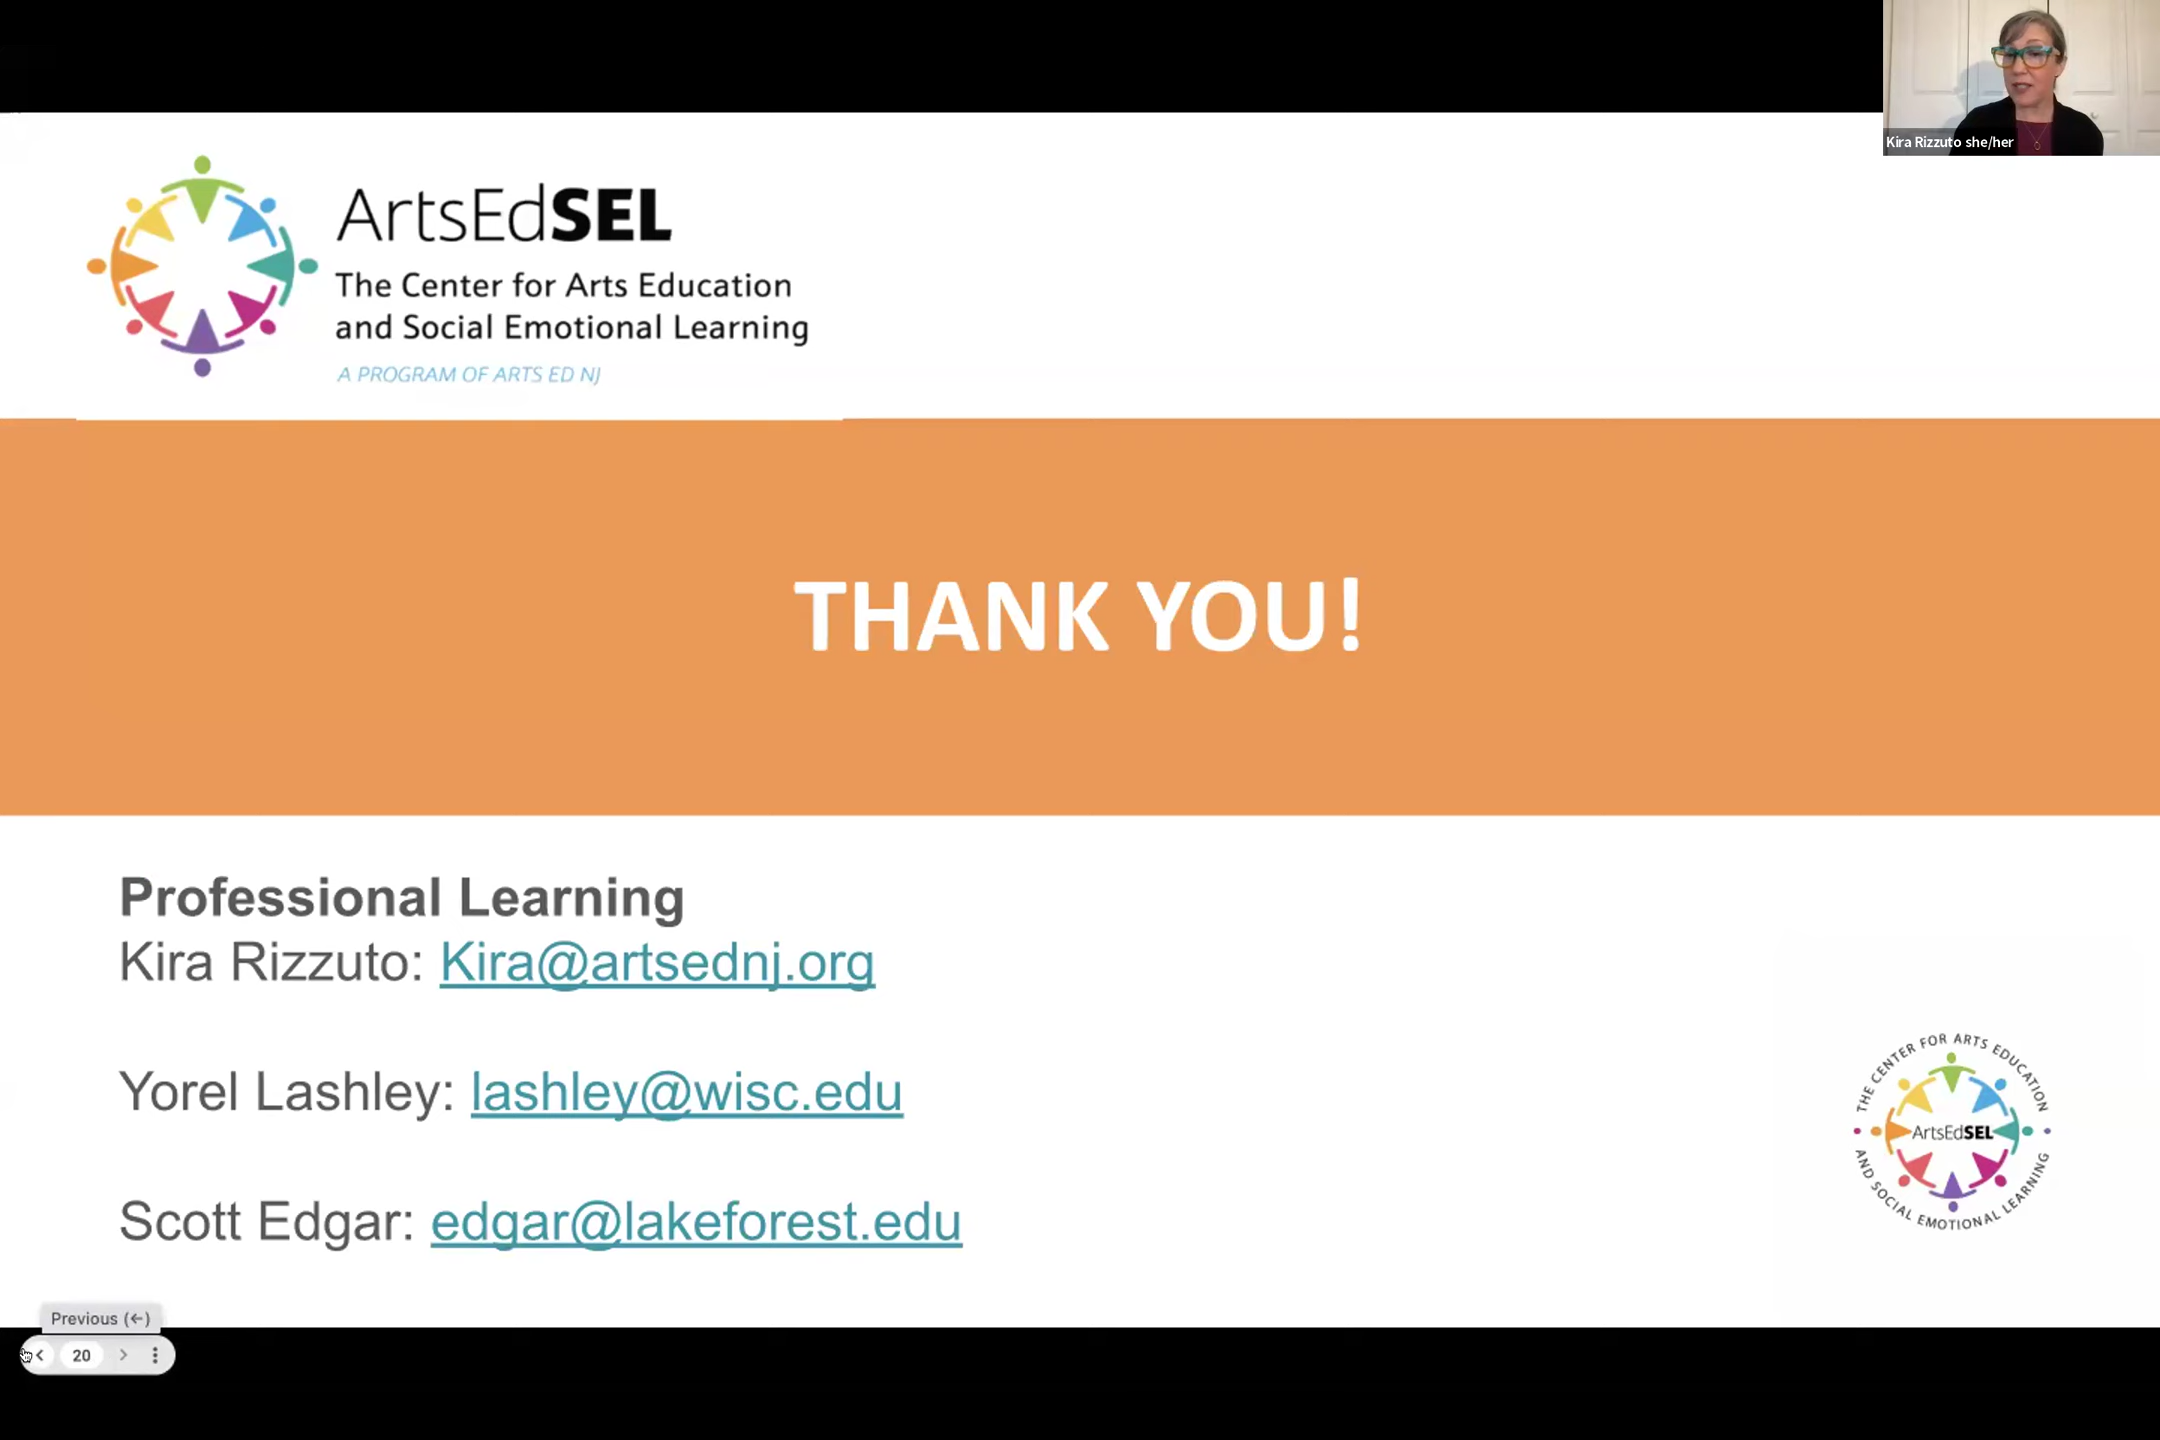 Kira Rizzuto she/her
ArtsEdSEL
The Center for Arts Education
and Social Emotional Learning
A PROGRAM OF ARTS ED NJ
THANK YOU!
Professional Learning
Kira Rizzuto: Kira@artsednj.org
Yorel Lashley: lashley@wisc.edu
Scott Edgar: edgar@lakeforest.edu
THE CENTER FOR ARTS EDUCATION
ArtsEdSEL
AND SOCIAL EMOTIONAL LEARNING
Previous (←)
20